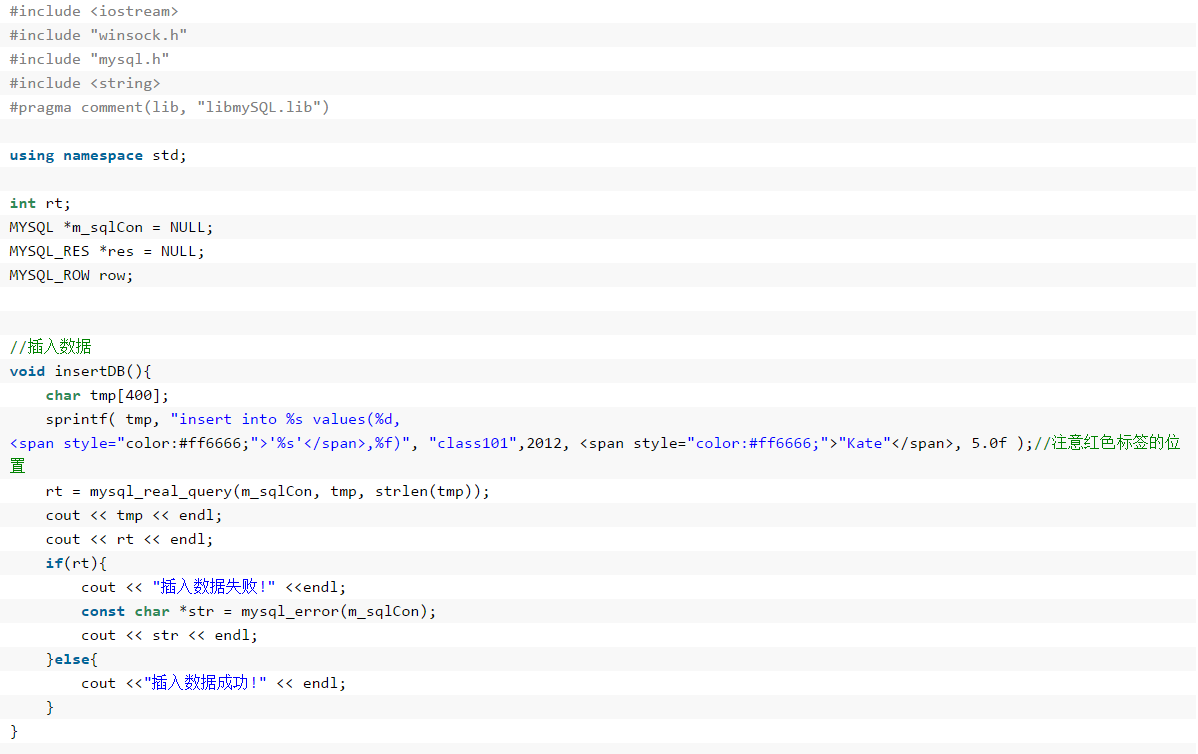 #include <iostream>
#include "winsock.h"
#include "mysql.h"
#include <string>
#pragma comment(lib, "libmySQL.lib")
using namespace std;
int rt;
MYSQL *m_sqlCon = NULL;
MYSQL_RES *res = NULL;
MYSQL_ROW row;
//插入数据
void insertDB(){
    char tmp[400];
    sprintf( tmp, "insert into %s values(%d,
<span style="color:#ff6666;">'%s'</span>,%f)", "class101",2012, <span style="color:#ff6666;">"Kate"</span>, 5.0f );//注意红色标签的位
置
    rt = mysql_real_query(m_sqlCon, tmp, strlen(tmp));
    cout << tmp << endl;
    cout << rt << endl;
    if(rt){
        cout << "插入数据失败!" <<endl;
        const char *str = mysql_error(m_sqlCon);
        cout << str << endl;
    }else{
        cout <<"插入数据成功!" << endl;
    }
}